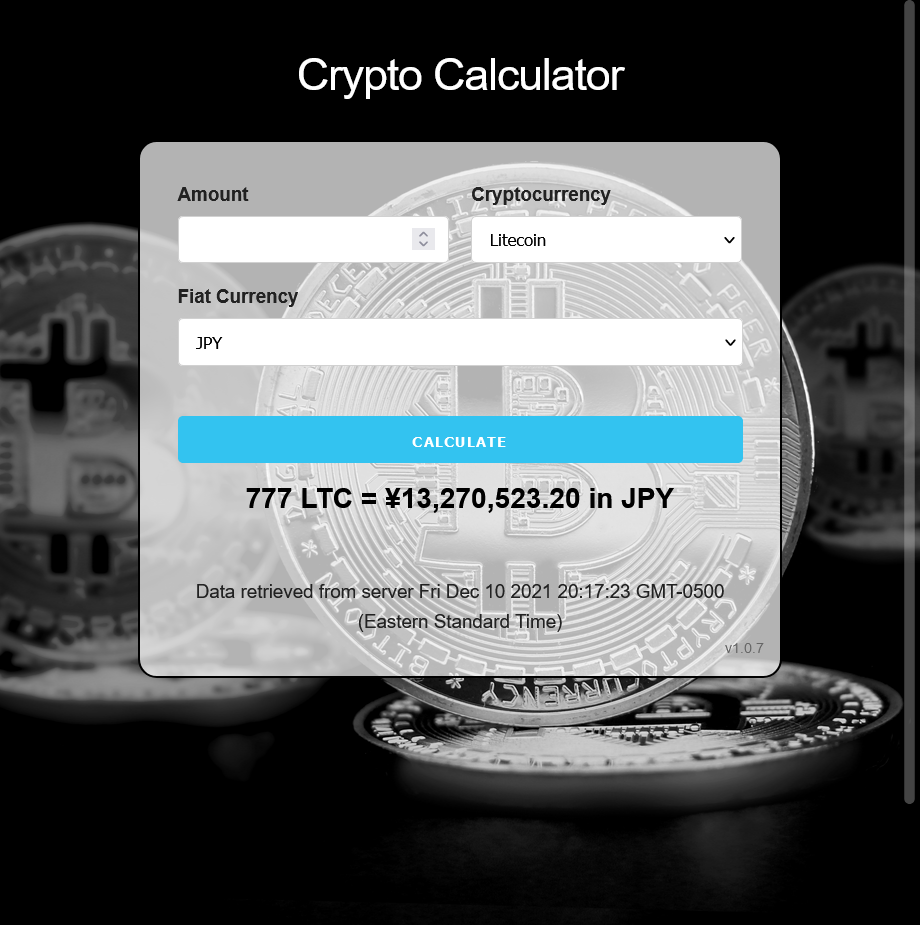 Crypto Calculator
Amount
Cryptocurrency
Litecoin
Fiat Currency
JPY
CALCULATE
777 LTC = ¥13,270,523.20 in JPY
Data retrieved from server Fri Dec 10 2021 20:17:23 GMT-0500
(Eastern Standard Time)
v1.0.7